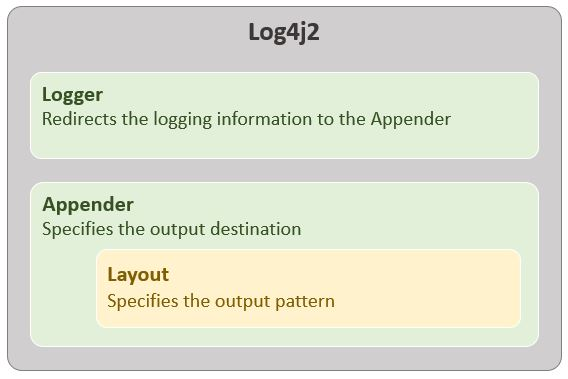 Log4j2
Logger
Redirects the logging information to the Appender
Appender
Specifies the output destination
Layout
Specifies the output pattern